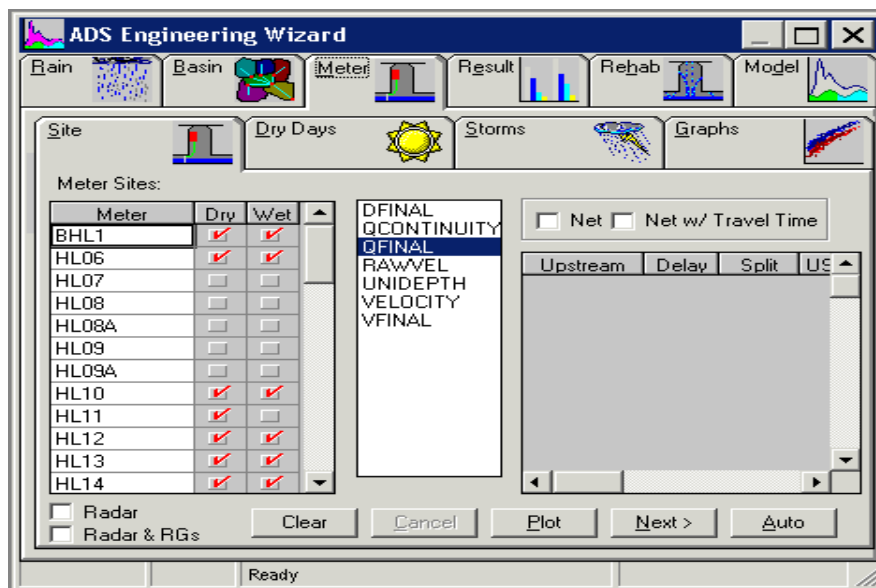 ADS Engineering Wizard
Rain Basin Meter Result Rehab Model
Site Dry Days Storms Graphs
Meter Sites:
Meter Dry Wet
BHL1
HL06
HL07
HL08
HL08A
HL09
HL09A
HL10
HL11
HL12
HL13
HL14
DFINAL
QCONTINUITY
QFINAL
RAWVEL
UNIDEPTH
VELOCITY
VFINAL
Net Net w/ Travel Time
Upstream Delay Split US
Radar
Radar & RGs
Clear Cancel Plot Next > Auto
Ready